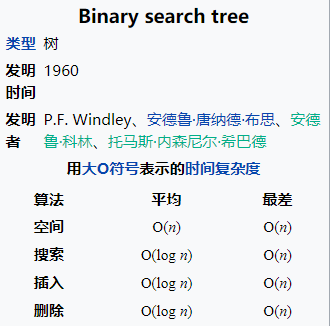 Binary search tree
类型 树
发明 1960
时间
发明 P.F. Windley、安德鲁·唐纳德·布思、安德
者 鲁·科林、托马斯·内森尼尔·希巴德
用大O符号表示的时间复杂度
算法 平均 最差
空间 O(n) O(n)
搜索 O(log n) O(n)
插入 O(log n) O(n)
删除 O(log n) O(n)